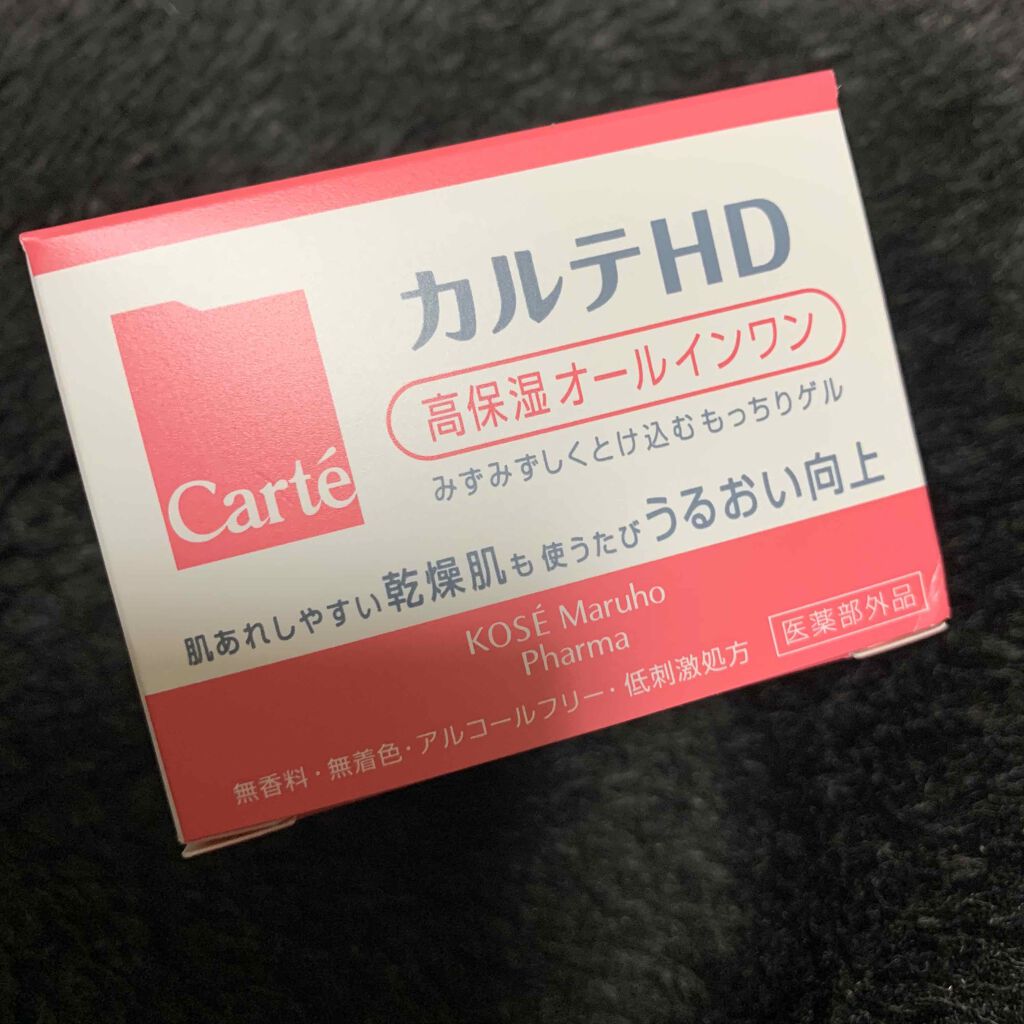 カルテHD
高保湿オールインワン
みずみずしくとけ込むもっちりゲル
Carté
肌あれしやすい乾燥肌も使うたびうるおい向上
KOSÉ Maruho
Pharma
医薬部外品
無香料・無着色・アルコールフリー・低刺激処方